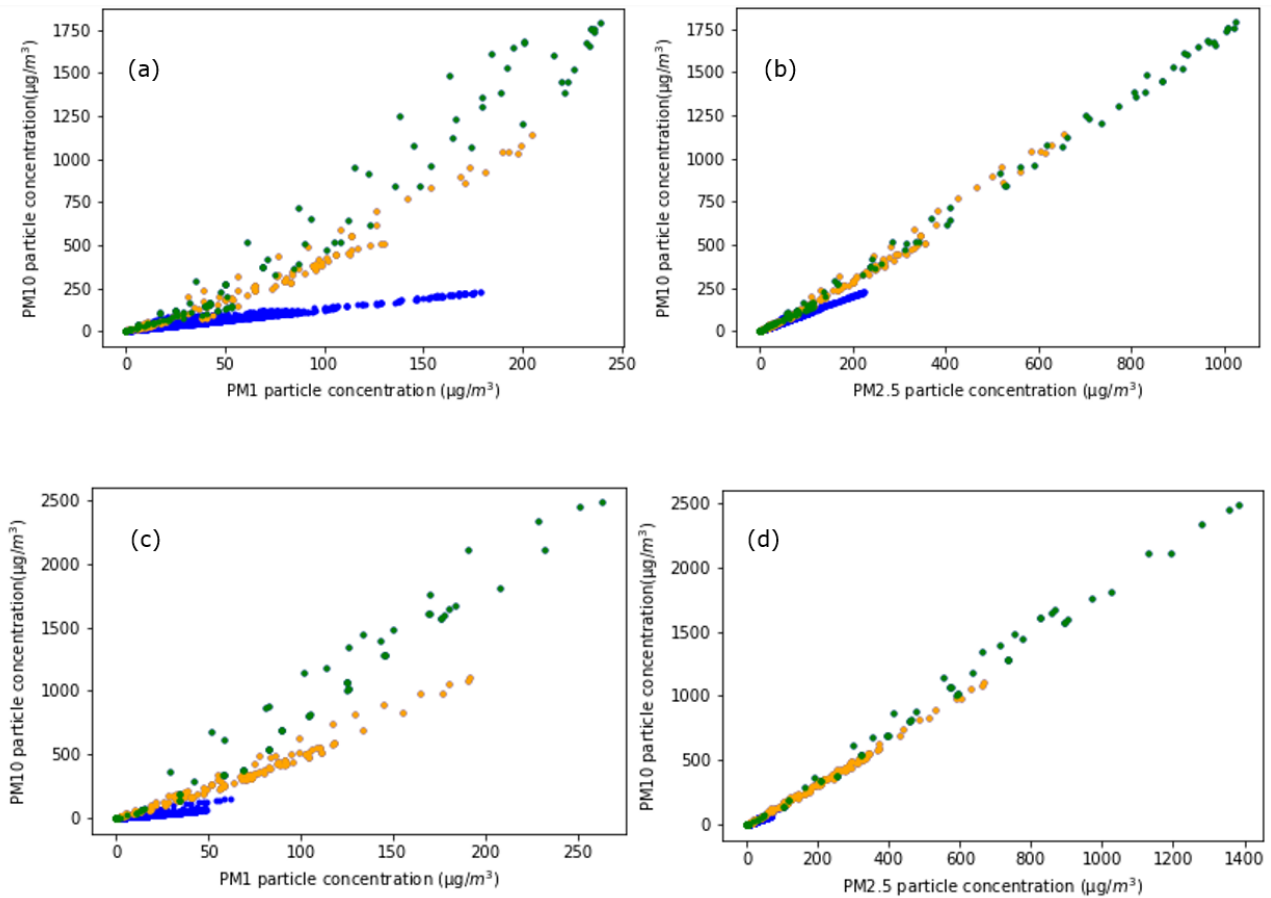 (a)
PM10 particle concentration(µg/m³)
1750
1500
1250
1000
750
500
250
0
0 50 100 150 200 250
PM1 particle concentration (µg/m³)
(b)
PM10 particle concentration(µg/m³)
1750
1500
1250
1000
750
500
250
0
0 200 400 600 800 1000
PM2.5 particle concentration (µg/m³)
(c)
PM10 particle concentration(µg/m³)
2500
2000
1500
1000
500
0
0 50 100 150 200 250
PM1 particle concentration (µg/m³)
(d)
PM10 particle concentration(µg/m³)
2500
2000
1500
1000
500
0
0 200 400 600 800 1000 1200 1400
PM2.5 particle concentration (µg/m³)